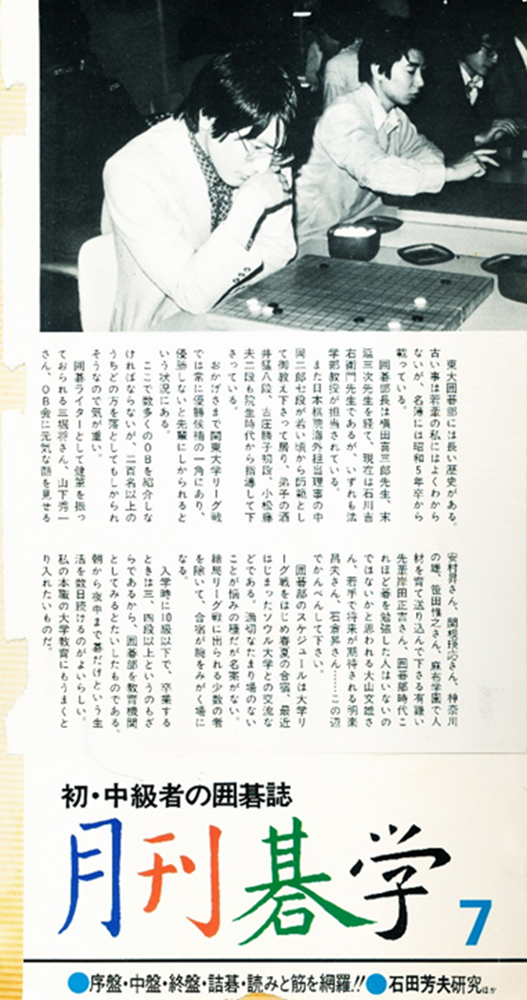 東大囲碁部には長い歴史がある。
古い事は若輩の私にはよくわから
ないが、名簿には昭和5年卒から
載っている。
囲碁部長は横田喜三郎先生、末
延三次先生を経て、現在は石川吉
右衛門先生であるが、いずれも法
学部教授が担当されている。
また日本棋院海外担当理事の中
岡二郎七段が若い頃から師範とし
て御教え下さって居り、弟子の酒
井猛八段、古庄勝子初段、小松藤
夫二段も院生時代から指導して下
さっている。
おかげさまで関東大学リーグ戦
では常に優勝候補の一角にあり、
優勝しないと先輩にしかられると
いう状況にある。
ここで数多くのOBを紹介しな
ければならないが、二百名以上の
うちどの方を落としてもしかられ
そうなので気が重い。
囲碁ライターとして健筆を振っ
ておられる三堀将さん、山下秀一
さん、OB会に元気な顔を見せる
安村昇さん、関根瑛応さん、神奈川
の雄、笹田惟之さん、麻布学園で人
材を育て送り込んで下さる有難い
先輩岸田正吉さん、囲碁部時代こ
れほど碁を勉強した人はいないの
ではないかと思われる大山文雄さ
ん、若手で将来が期待される明楽
昌夫さん、石倉昇さん……この辺
でかんべんして下さい。
囲碁部のスケジュールは大学リ
ーグ戦をはじめ春夏の合宿、最近
はじまったソウル大学との交流な
どである。適切なたまり場のない
ことが悩みの種だが名案がない。
結局リーグ戦に出られる少数の者
を除いて、合宿が腕をみがく場に
なる。
入学時に10級以下で、卒業する
ときは三、四段以上というのもざ
らであるから、囲碁部を教育機関
としてみるとたいしたものである。
朝から夜中まで碁だけという生
活を数日続けるのがよいらしい。
私の本職の大学教育にもうまくと
り入れたいものだ。
初・中級者の囲碁誌
月刊碁学
7
●序盤・中盤・終盤・詰碁・読みと筋を網羅!!●石田芳夫研究ほか